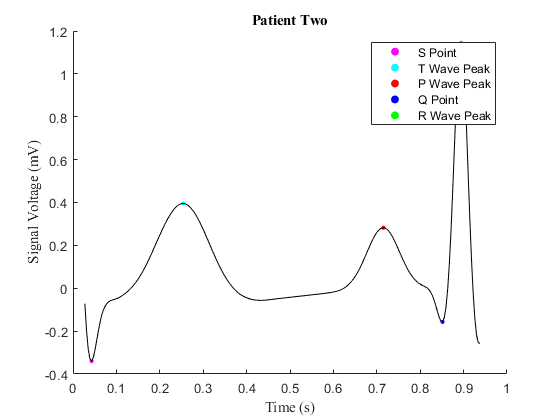 Patient Two
1.2
1
0.8
0.6
0.4
0.2
0
-0.2
-0.4
Signal Voltage (mV)
S Point
T Wave Peak
P Wave Peak
Q Point
R Wave Peak
0 0.1 0.2 0.3 0.4 0.5 0.6 0.7 0.8 0.9 1
Time (s)